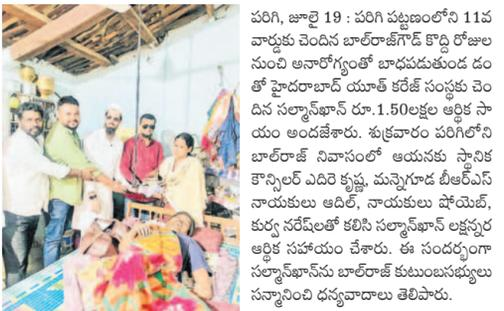 పరిగి, జూలై 19 : పరిగి పట్టణంలోని 11వ
వార్డుకు చెందిన బాల్‌రాజ్‌గౌడ్ కొద్ది రోజుల
నుంచి అనారోగ్యంతో బాధపడుతుండ డం
తో హైదరాబాద్ యూత్ కరేజ్ సంస్థకు చెం
దిన సల్మాన్‌ఖాన్ రూ.1.50లక్షల ఆర్థిక సా
యం అందజేశారు. శుక్రవారం పరిగిలోని
బాల్‌రాజ్ నివాసంలో ఆయనకు స్థానిక
కౌన్సిలర్ ఎదిరె కృష్ణ, మన్నెగూడ బీఆర్ఎస్
నాయకులు ఆదిల్, నాయకులు షోయెబ్,
కుర్వ నరేష్‌లతో కలిసి సల్మాన్‌ఖాన్ లక్షన్నర
ఆర్థిక సహాయం చేశారు. ఈ సందర్భంగా
సల్మాన్‌ఖాన్‌ను బాల్‌రాజ్ కుటుంబసభ్యులు
సన్మానించి ధన్యవాదాలు తెలిపారు.